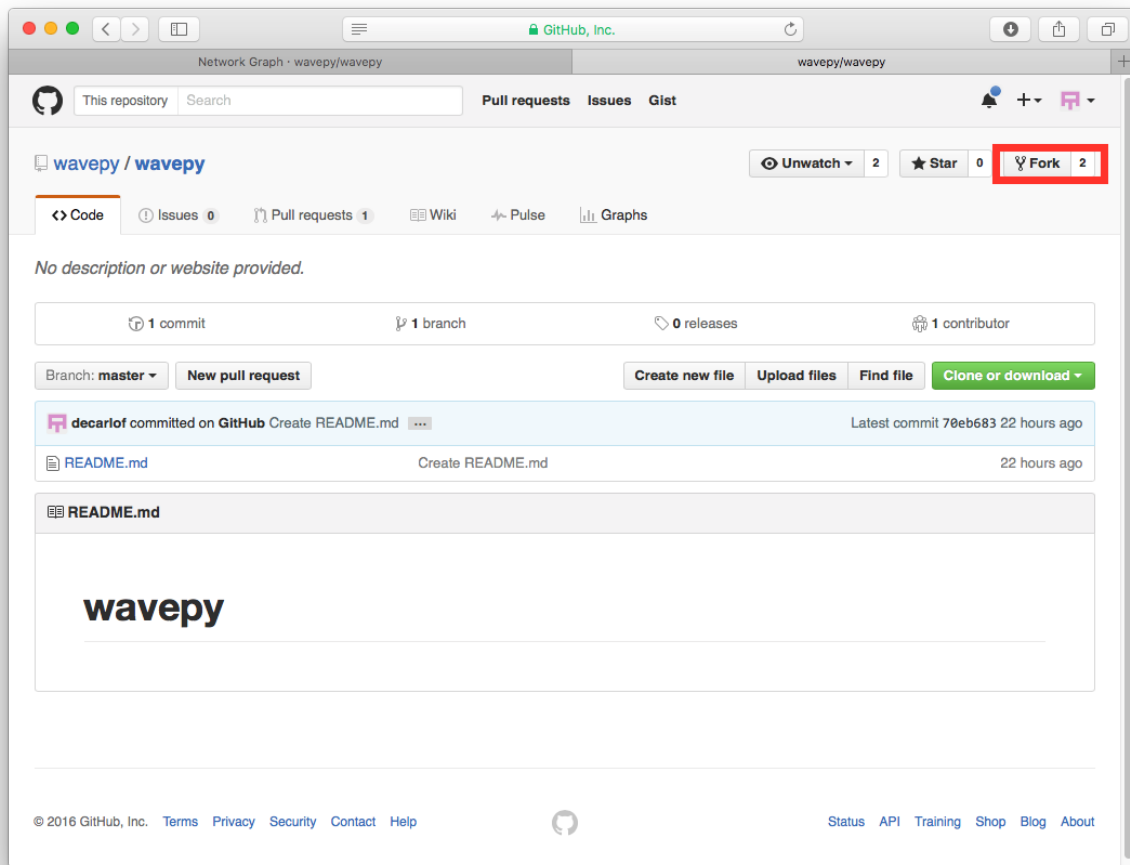 GitHub, Inc.
Network Graph · wavepy/wavepy
wavepy/wavepy
This repository Search Pull requests Issues Gist
wavepy / wavepy
Unwatch 2 Star 0 Fork 2
Code Issues 0 Pull requests 1 Wiki Pulse Graphs
No description or website provided.
1 commit 1 branch 0 releases 1 contributor
Branch: master New pull request Create new file Upload files Find file Clone or download
decarlof committed on GitHub Create README.md ... Latest commit 70eb683 22 hours ago
README.md Create README.md 22 hours ago
README.md
wavepy
© 2016 GitHub, Inc. Terms Privacy Security Contact Help Status API Training Shop Blog About